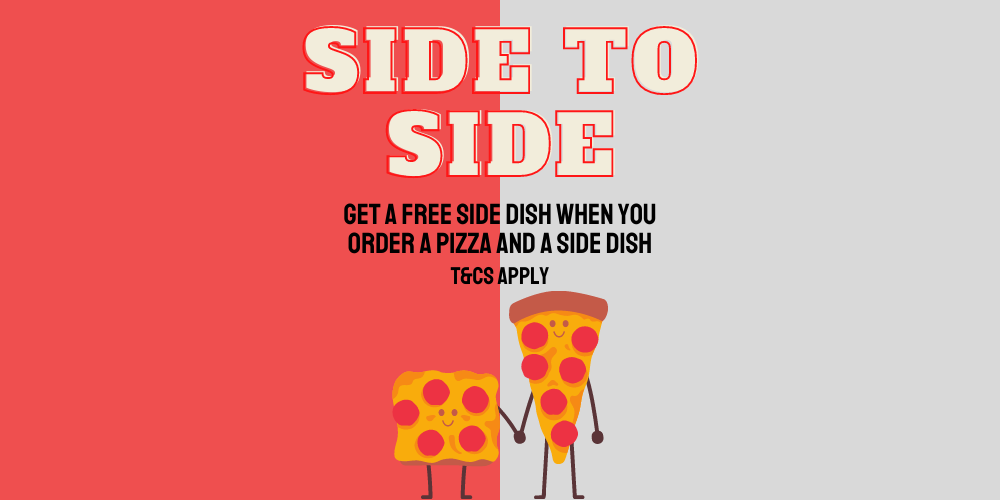 SIDE TO
SIDE
GET A FREE SIDE DISH WHEN YOU
ORDER A PIZZA AND A SIDE DISH
T&CS APPLY